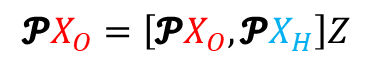 𝓟X_O = [𝓟X_O, 𝓟X_H]Z